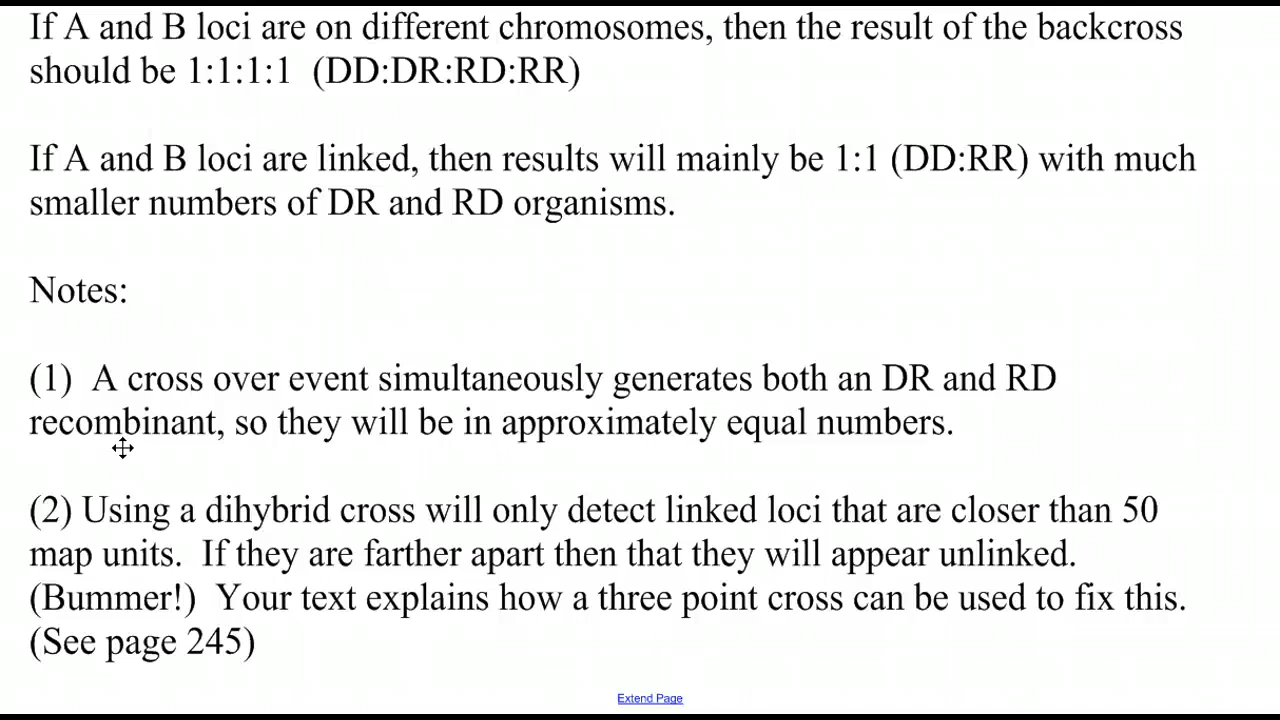 If A and B loci are on different chromosomes, then the result of the backcross
should be 1:1:1:1 (DD:DR:RD:RR)
If A and B loci are linked, then results will mainly be 1:1 (DD:RR) with much
smaller numbers of DR and RD organisms.
Notes:
(1) A cross over event simultaneously generates both an DR and RD
recombinant, so they will be in approximately equal numbers.
(2) Using a dihybrid cross will only detect linked loci that are closer than 50
map units. If they are farther apart then that they will appear unlinked.
(Bummer!) Your text explains how a three point cross can be used to fix this.
(See page 245)
Extend Page